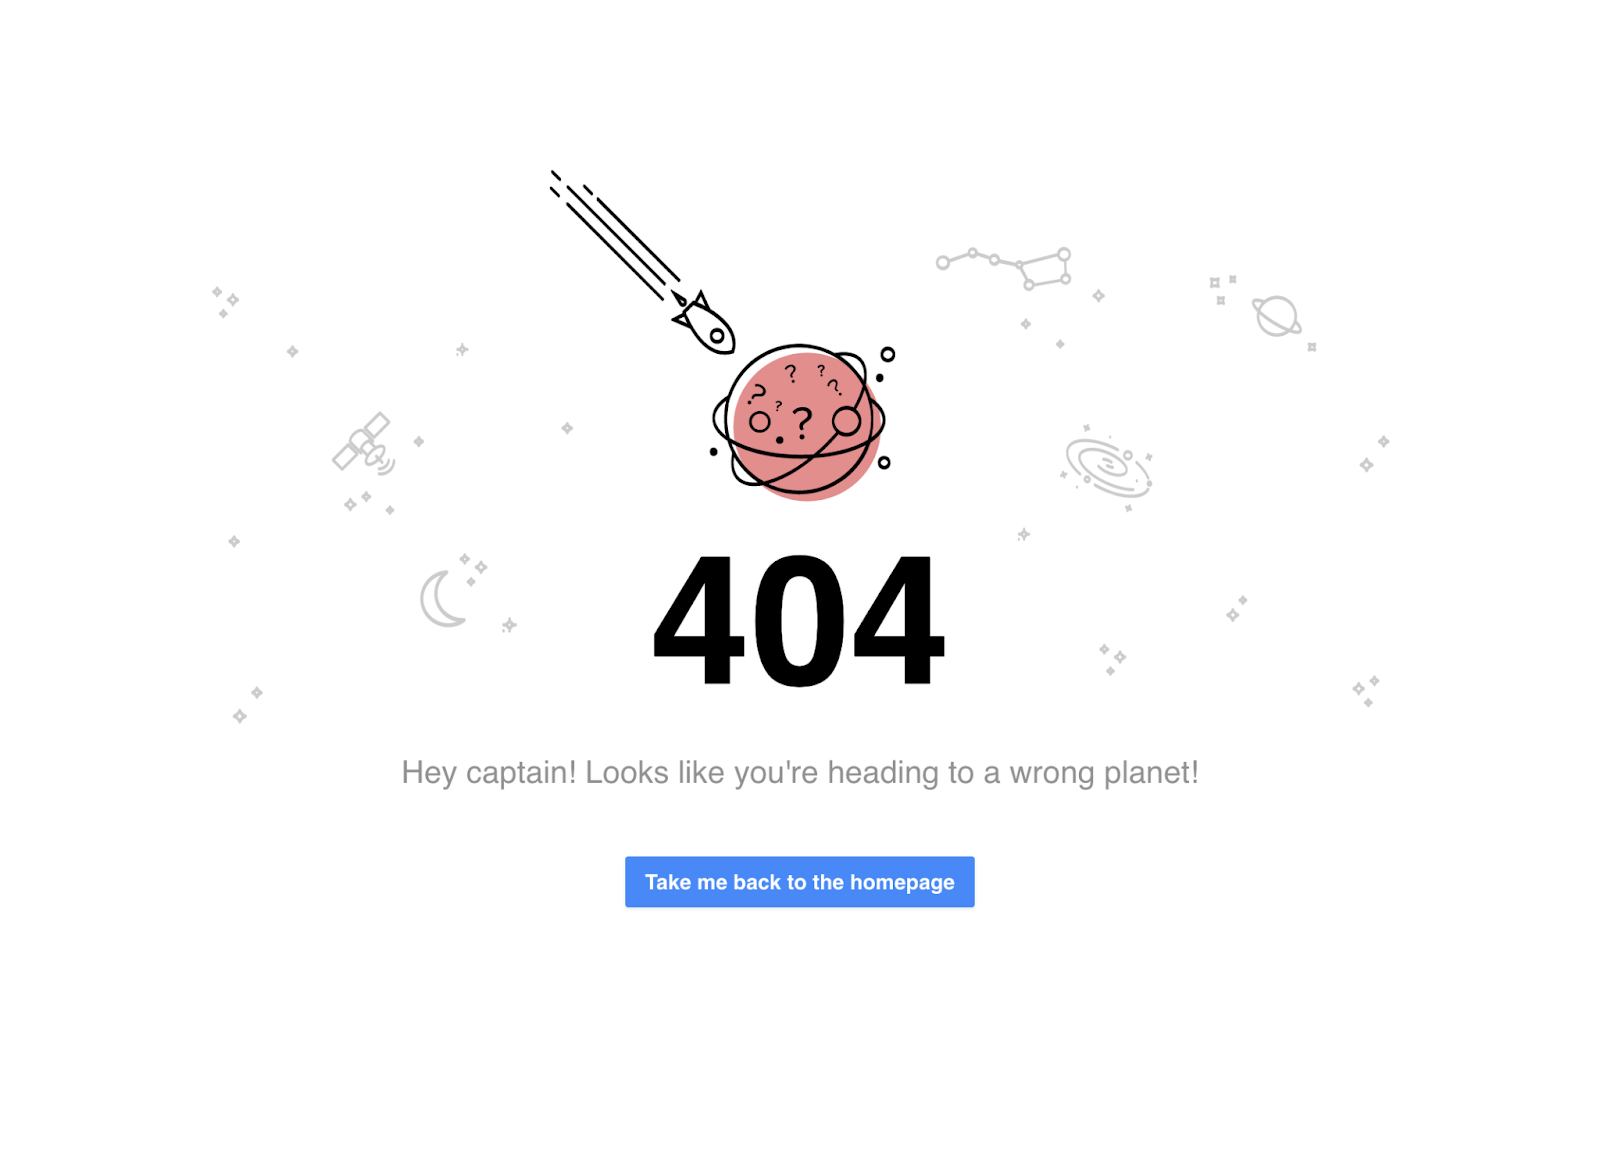 ? ? ? ? ? ?
404
Hey captain! Looks like you're heading to a wrong planet!
Take me back to the homepage